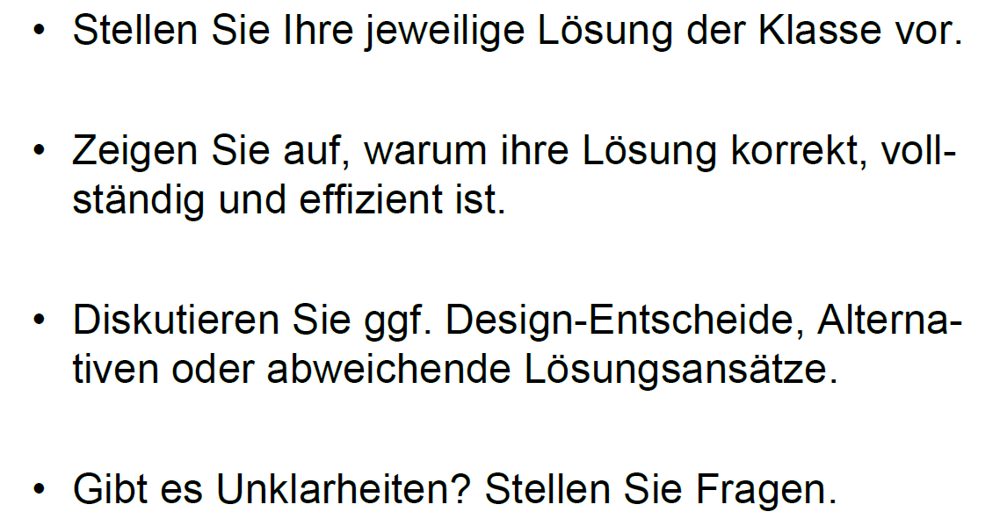 • Stellen Sie Ihre jeweilige Lösung der Klasse vor.
• Zeigen Sie auf, warum ihre Lösung korrekt, voll-
ständig und effizient ist.
• Diskutieren Sie ggf. Design-Entscheide, Alterna-
tiven oder abweichende Lösungsansätze.
• Gibt es Unklarheiten? Stellen Sie Fragen.